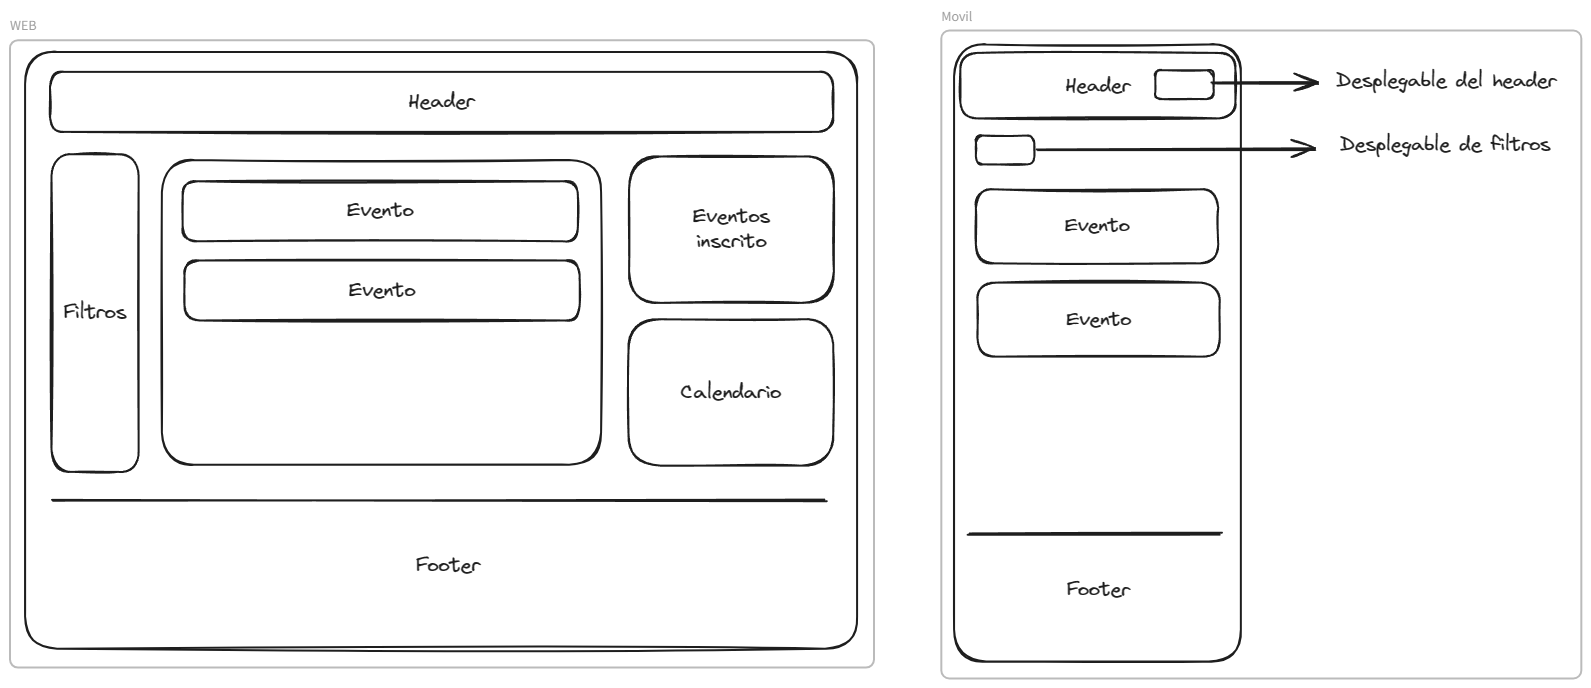 WEB
Header
Filtros
Evento
Evento
Eventos
inscrito
Calendario
Footer
Movil
Header
Desplegable del header
Desplegable de filtros
Evento
Evento
Footer